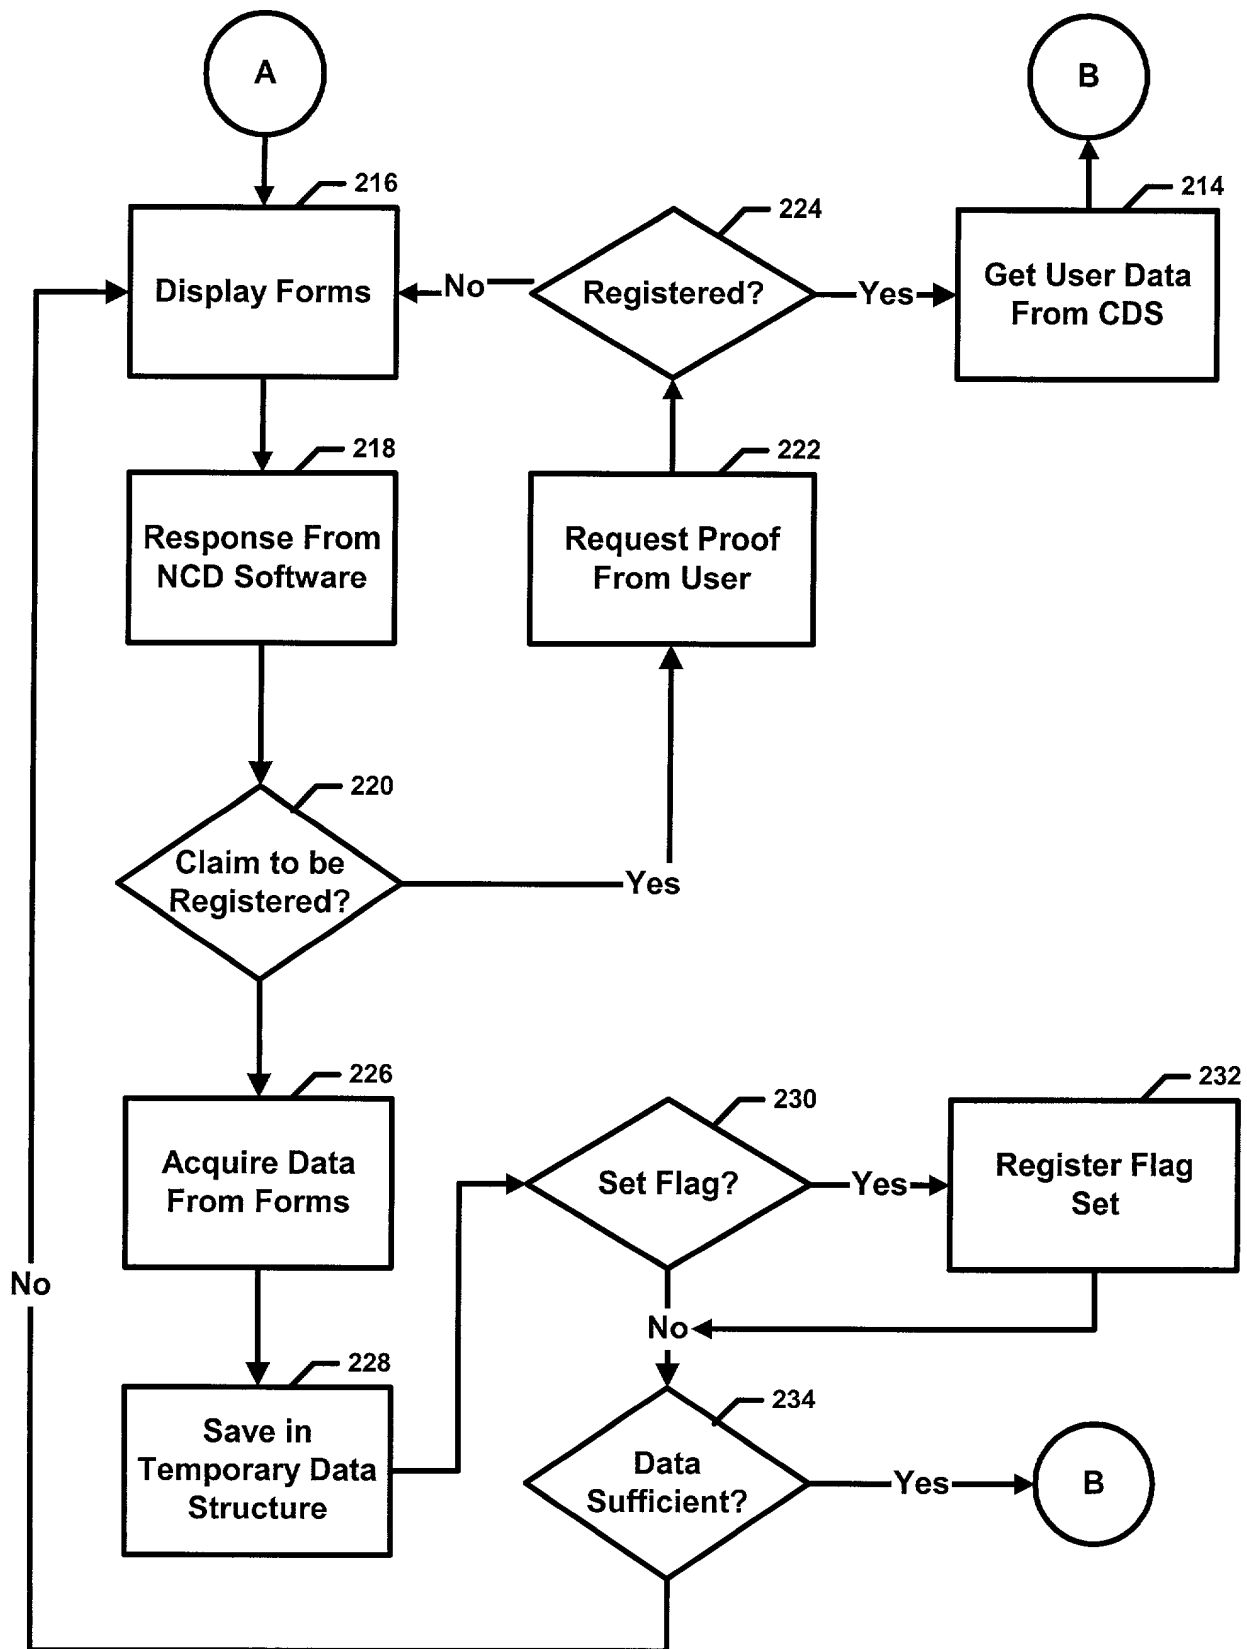 A
B
216
Display Forms
No
224
Registered?
Yes
214
Get User Data
From CDS
218
Response From
NCD Software
222
Request Proof
From User
220
Claim to be
Registered?
Yes
226
Acquire Data
From Forms
230
Set Flag?
Yes
232
Register Flag
Set
No
No
228
Save in
Temporary Data
Structure
234
Data
Sufficient?
Yes
B